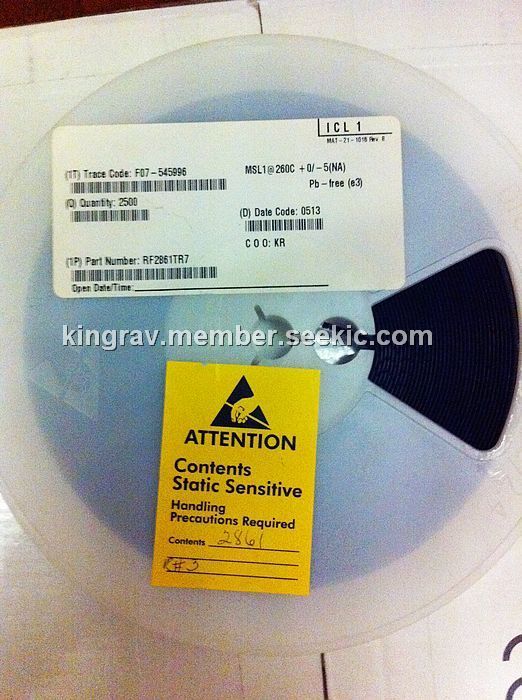 ICL 1
MAT-21-1016 Rev B
(1T) Trace Code: F07-545996
MSL1@260C +0/-5(NA)
Pb-free (e3)
(Q) Quantity: 2500
(D) Date Code: 0513
C O O: KR
(1P) Part Number: RF2861TR7
Open Date/Time:
kingrav.member.seekic.com
ATTENTION
Contents
Static Sensitive
Handling
Precautions Required
Contents 2861
#3